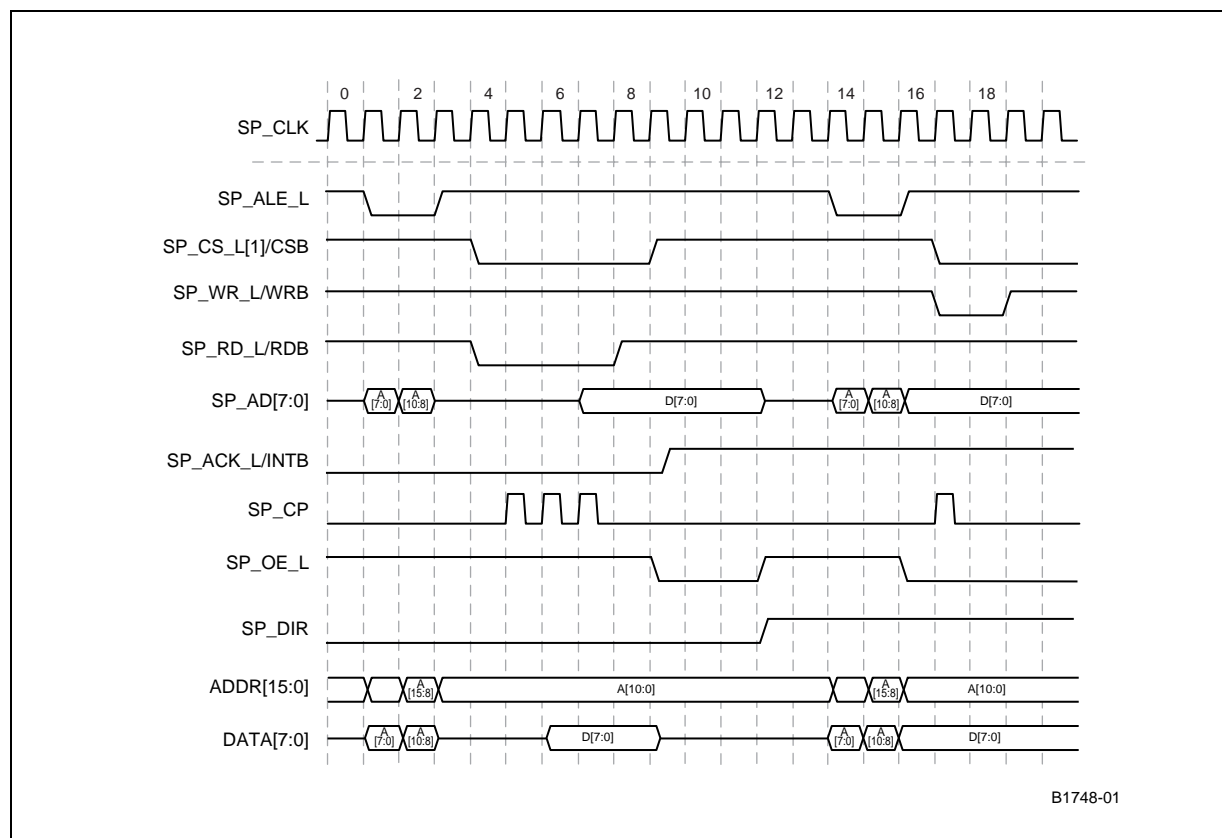 0 2 4 6 8 10 12 14 16 18
SP_CLK
SP_ALE_L
SP_CS_L[1]/CSB
SP_WR_L/WRB
SP_RD_L/RDB
SP_AD[7:0] A [7:0] A [10:8] D[7:0] A [7:0] A [10:8] D[7:0]
SP_ACK_L/INTB
SP_CP
SP_OE_L
SP_DIR
ADDR[15:0] A [15:8] A[10:0] A [15:8] A[10:0]
DATA[7:0] A [7:0] A [10:8] D[7:0] A [7:0] A [10:8] D[7:0]
B1748-01